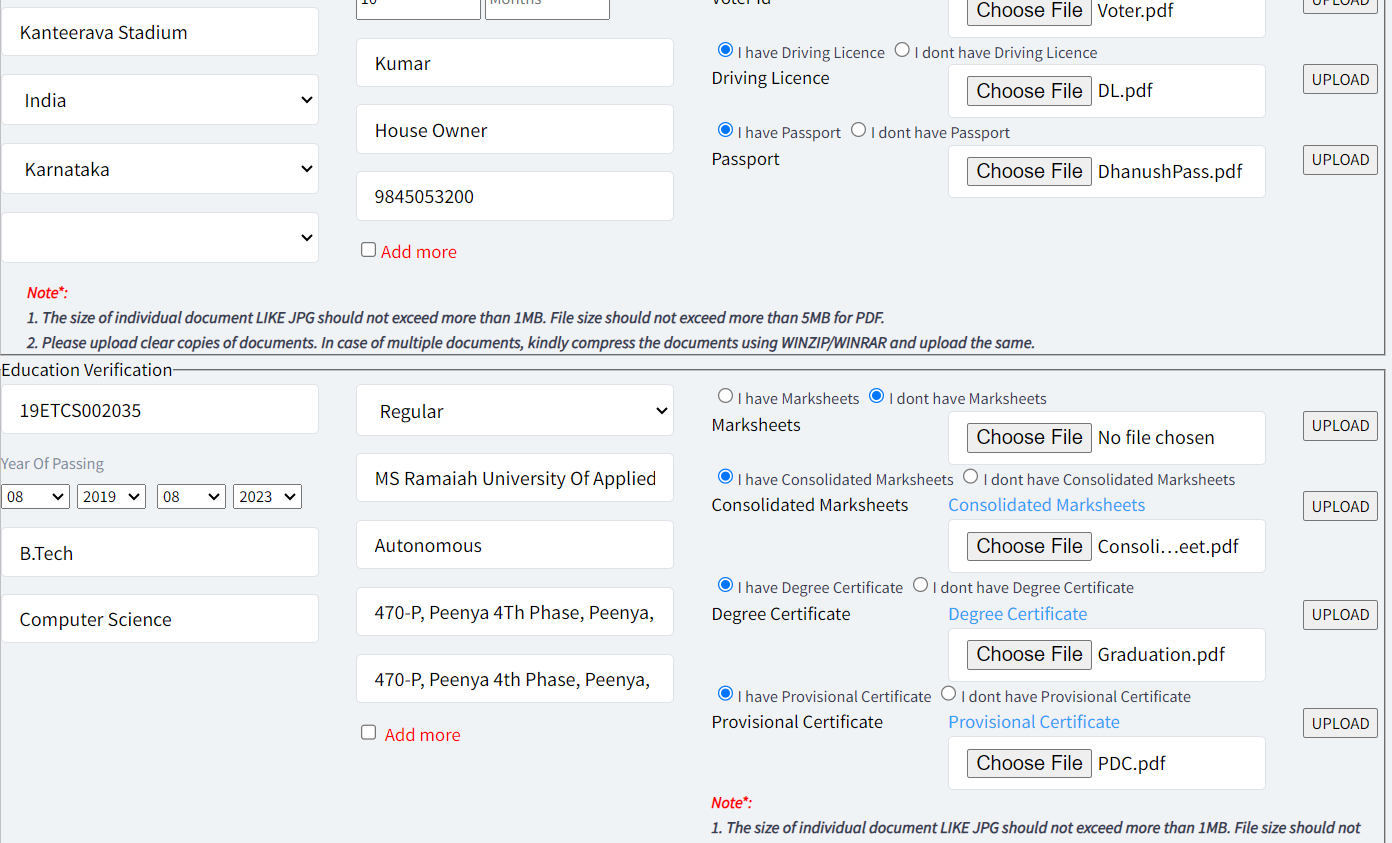 Kanteerava Stadium
India
Karnataka
10
Months
Kumar
House Owner
9845053200
Add more
Voter Id
Choose File Voter.pdf
UPLOAD
I have Driving Licence I dont have Driving Licence
Driving Licence
Choose File DL.pdf
UPLOAD
I have Passport I dont have Passport
Passport
Choose File DhanushPass.pdf
UPLOAD
Note*:
1. The size of individual document LIKE JPG should not exceed more than 1MB. File size should not exceed more than 5MB for PDF.
2. Please upload clear copies of documents. In case of multiple documents, kindly compress the documents using WINZIP/WINRAR and upload the same.
Education Verification
19ETCS002035
Year Of Passing
08 2019 08 2023
B.Tech
Computer Science
Regular
MS Ramaiah University Of Applied
Autonomous
470-P, Peenya 4Th Phase, Peenya,
470-P, Peenya 4th Phase, Peenya,
Add more
I have Marksheets I dont have Marksheets
Marksheets
Choose File No file chosen
UPLOAD
I have Consolidated Marksheets I dont have Consolidated Marksheets
Consolidated Marksheets Consolidated Marksheets
Choose File Consoli…eet.pdf
UPLOAD
I have Degree Certificate I dont have Degree Certificate
Degree Certificate Degree Certificate
Choose File Graduation.pdf
UPLOAD
I have Provisional Certificate I dont have Provisional Certificate
Provisional Certificate Provisional Certificate
Choose File PDC.pdf
UPLOAD
Note*:
1. The size of individual document LIKE JPG should not exceed more than 1MB. File size should not